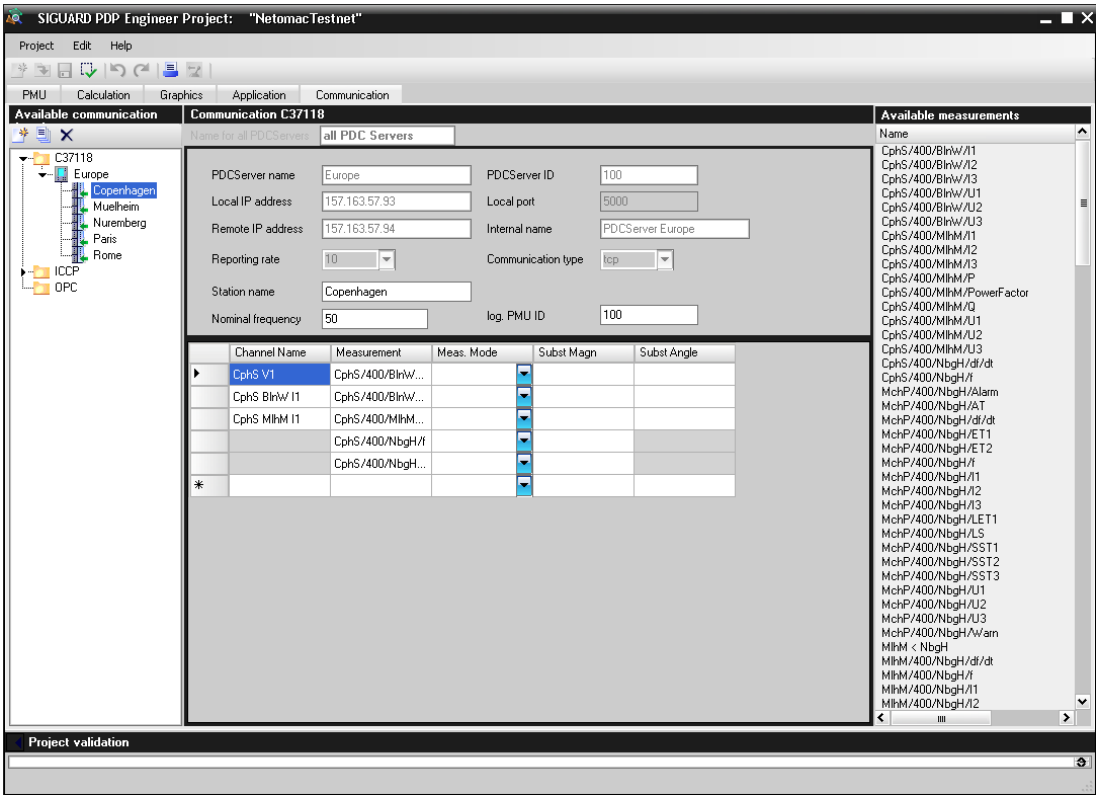 SIGUARD PDP Engineer Project: "NetomacTestnet"
Project Edit Help
PMU Calculation Graphics Application Communication
Available communication
C37118
Europe
Copenhagen
Muelheim
Nuremberg
Paris
Rome
ICCP
OPC
Communication C37118
Name for all PDCServers all PDC Servers
PDCServer name Europe PDCServer ID 100
Local IP address 157.163.57.93 Local port 5000
Remote IP address 157.163.57.94 Internal name PDCServer Europe
Reporting rate 10 Communication type tcp
Station name Copenhagen
Nominal frequency 50 log. PMU ID 100
Channel Name Measurement Meas. Mode Subst Magn Subst Angle
CphS V1 CphS/400/BlnW...
CphS BlnW I1 CphS/400/BlnW...
CphS MlhM I1 CphS/400/MlhM...
CphS/400/NbgH/f
CphS/400/NbgH...
*
Available measurements
Name
CphS/400/BlnW/I1
CphS/400/BlnW/I2
CphS/400/BlnW/I3
CphS/400/BlnW/U1
CphS/400/BlnW/U2
CphS/400/BlnW/U3
CphS/400/MlhM/I1
CphS/400/MlhM/I2
CphS/400/MlhM/I3
CphS/400/MlhM/P
CphS/400/MlhM/PowerFactor
CphS/400/MlhM/Q
CphS/400/MlhM/U1
CphS/400/MlhM/U2
CphS/400/MlhM/U3
CphS/400/NbgH/df/dt
CphS/400/NbgH/f
MchP/400/NbgH/Alarm
MchP/400/NbgH/AT
MchP/400/NbgH/df/dt
MchP/400/NbgH/ET1
MchP/400/NbgH/ET2
MchP/400/NbgH/f
MchP/400/NbgH/I1
MchP/400/NbgH/I2
MchP/400/NbgH/I3
MchP/400/NbgH/LET1
MchP/400/NbgH/LS
MchP/400/NbgH/SST1
MchP/400/NbgH/SST2
MchP/400/NbgH/SST3
MchP/400/NbgH/U1
MchP/400/NbgH/U2
MchP/400/NbgH/U3
MchP/400/NbgH/Warn
MlhM < NbgH
MlhM/400/NbgH/df/dt
MlhM/400/NbgH/f
MlhM/400/NbgH/I1
MlhM/400/NbgH/I2
Project validation